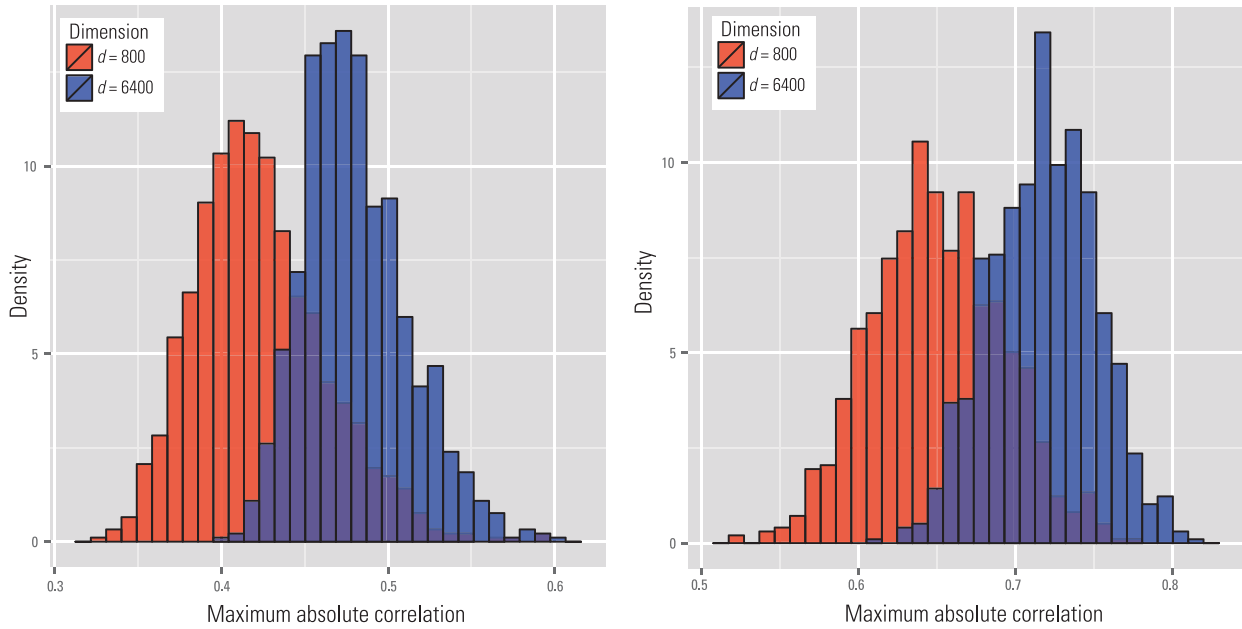 Dimension
d = 800
d = 6400
Density
10
5
0
0.3 0.4 0.5 0.6
Maximum absolute correlation
Dimension
d = 800
d = 6400
Density
10
5
0
0.5 0.6 0.7 0.8
Maximum absolute correlation